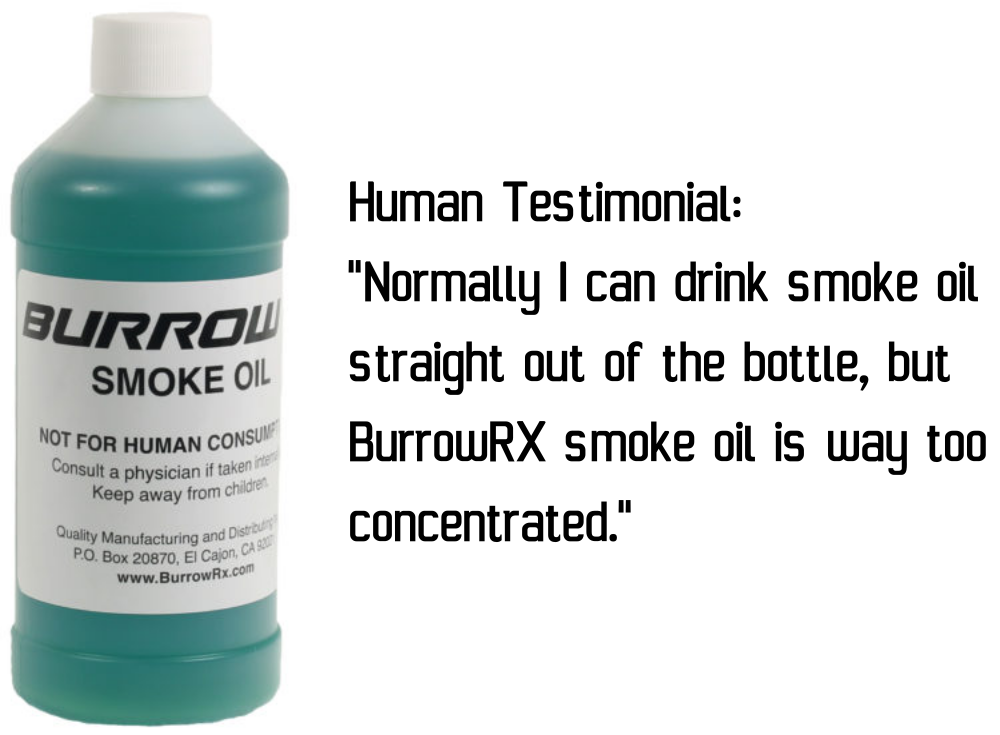 BURROW
SMOKE OIL
NOT FOR HUMAN
Consult a physician if taken
Keep away from children.
Quality Manufacturing and Distributing
P.O. Box 20870, El Cajon, CA
www.BurrowRx.com
Human Testimonial:
"Normally I can drink smoke oil
straight out of the bottle, but
BurrowRX smoke oil is way too
concentrated."